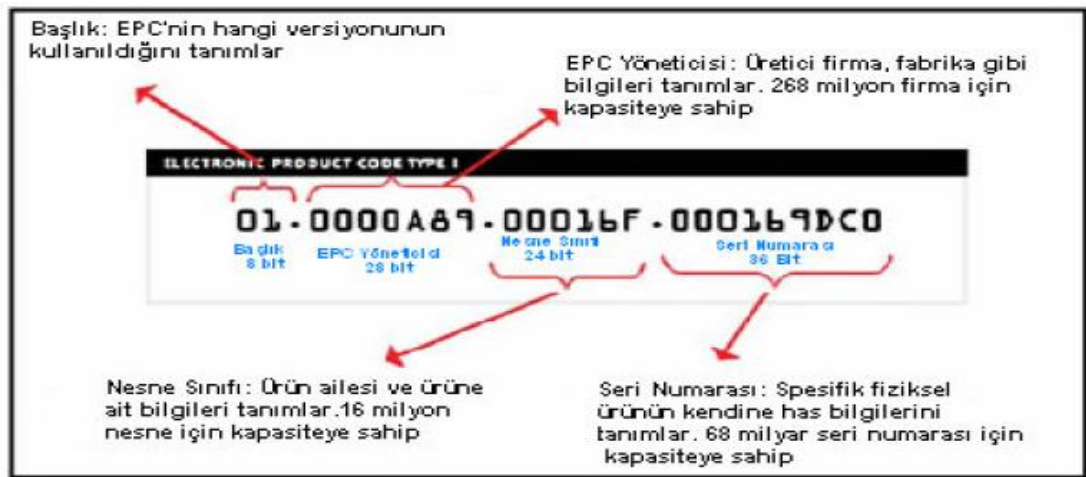 Başlık: EPC'nin hangi versiyonunun
kullanıldığını tanımlar
EPC Yöneticisi: Üretici firma, fabrika gibi
bilgileri tanımlar. 268 milyon firma için
kapasiteye sahip
ELECTRONIC PRODUCT CODE TYPE I
01.0000A89.00016F.000169DC0
Başlık
8 bit
EPC Yöneticisi
28 bit
Nesne Sınıfı
24 bit
Seri Numarası
36 Bit
Nesne Sınıfı: Ürün ailesi ve ürüne
ait bilgileri tanımlar.16 milyon
nesne için kapasiteye sahip
Seri Numarası: Spesifik fiziksel
ürünün kendine has bilgilerini
tanımlar. 68 milyar seri numarası için
kapasiteye sahip